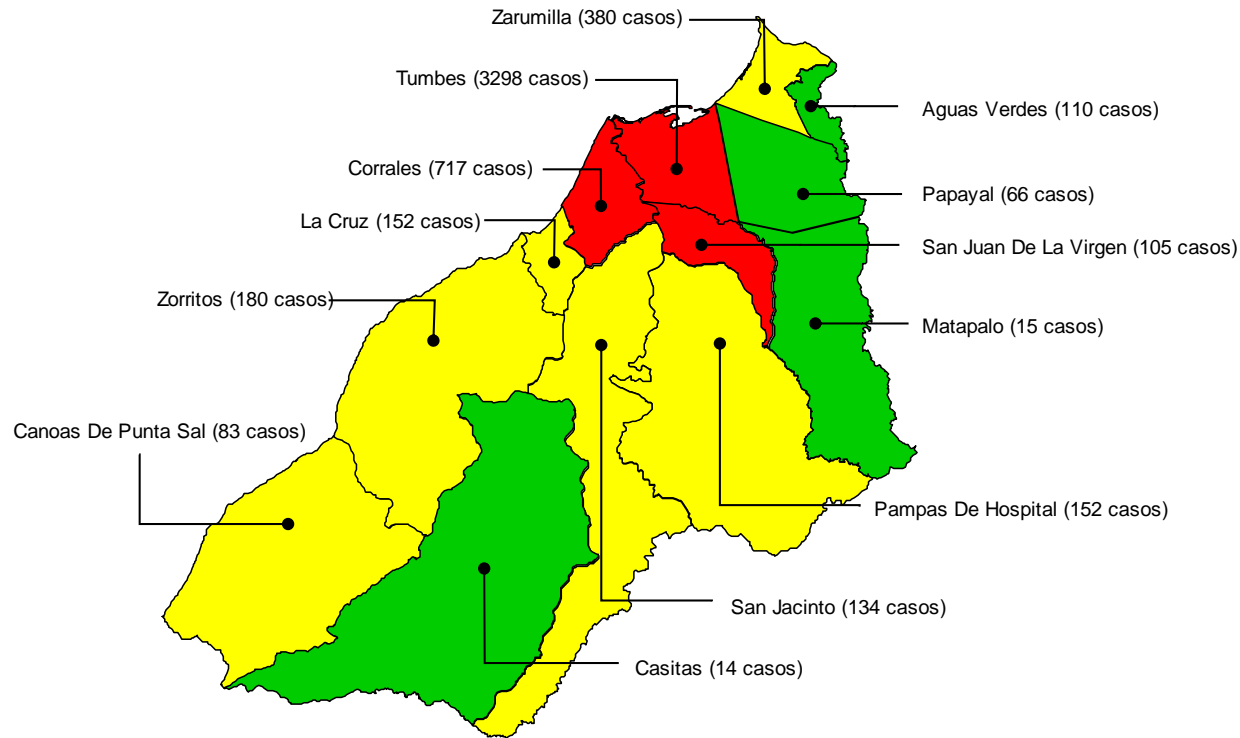 Zarumilla (380 casos)
Tumbes (3298 casos)
Aguas Verdes (110 casos)
Corrales (717 casos)
Papayal (66 casos)
La Cruz (152 casos)
San Juan De La Virgen (105 casos)
Zorritos (180 casos)
Matapalo (15 casos)
Canoas De Punta Sal (83 casos)
Pampas De Hospital (152 casos)
San Jacinto (134 casos)
Casitas (14 casos)